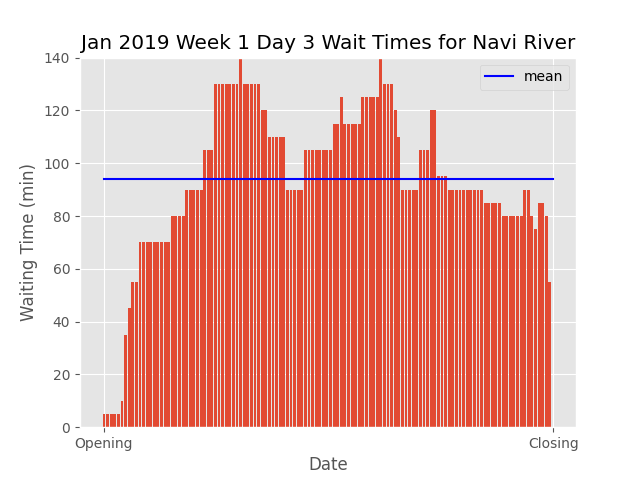 Jan 2019 Week 1 Day 3 Wait Times for Navi River
mean
140
120
100
80
60
40
20
0
Waiting Time (min)
Opening
Closing
Date